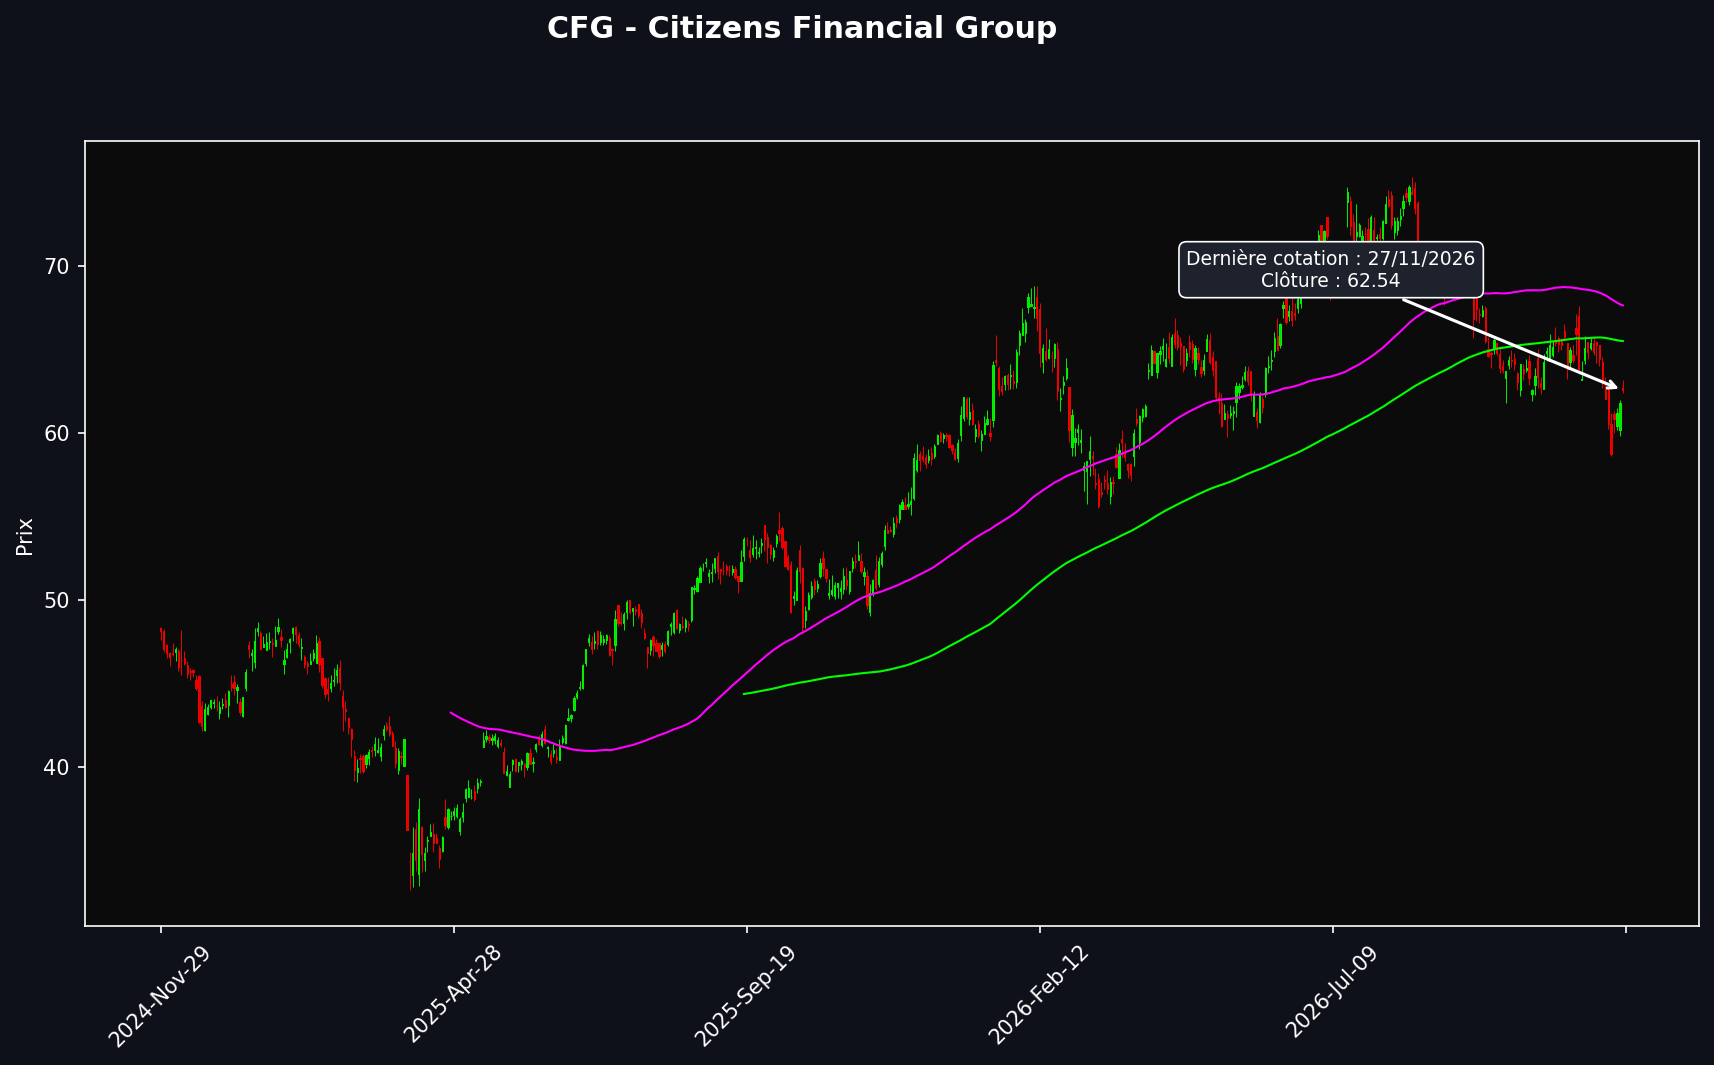 CFG - Citizens Financial Group
Prix
70
60
50
40
Dernière cotation : 27/11/2026
Clôture : 62.54
2024-Nov-29
2025-Apr-28
2025-Sep-19
2026-Feb-12
2026-Jul-09